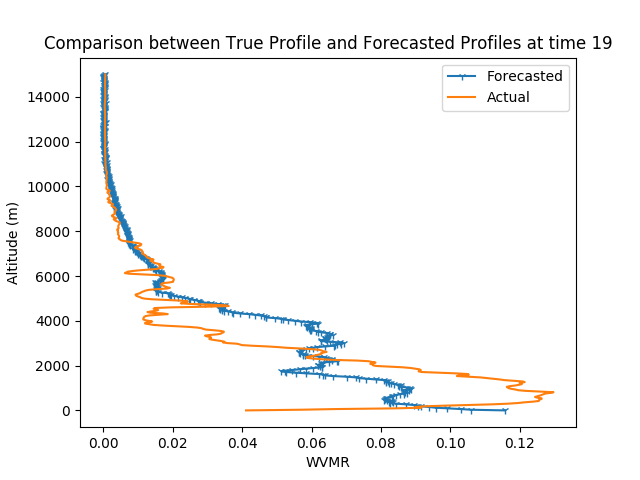 Comparison between True Profile and Forecasted Profiles at time 19
Forecasted
Actual
14000
12000
10000
8000
6000
4000
2000
0
Altitude (m)
0.00 0.02 0.04 0.06 0.08 0.10 0.12
WVMR